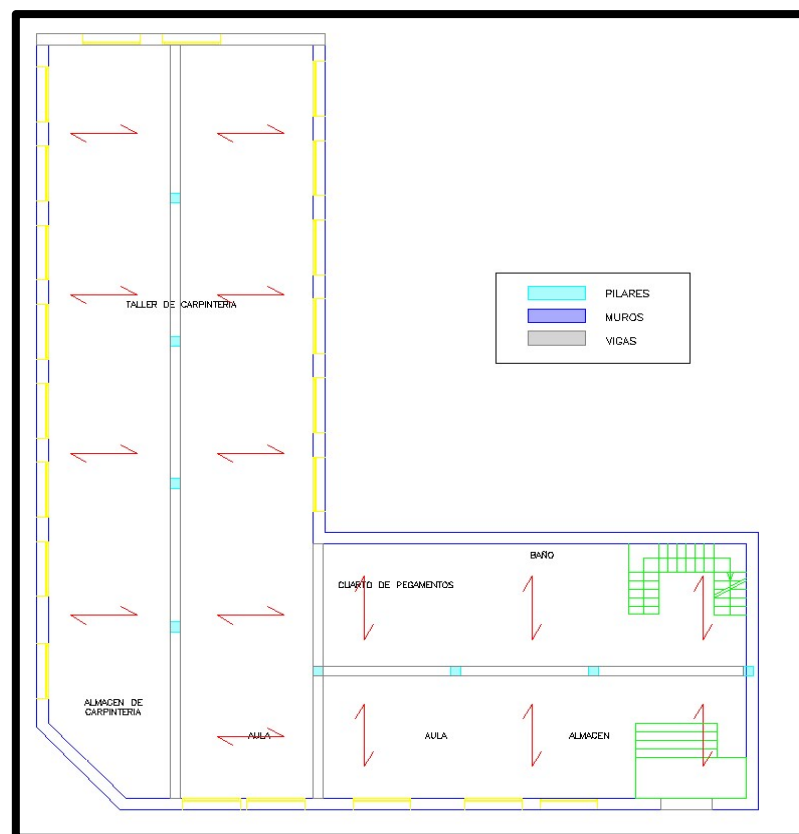 PILARES
MUROS
VIGAS
TALLER DE CARPINTERIA
BAÑO
CUARTO DE PEGAMENTOS
ALMACEN DE
CARPINTERIA
AULA
AULA
ALMACEN